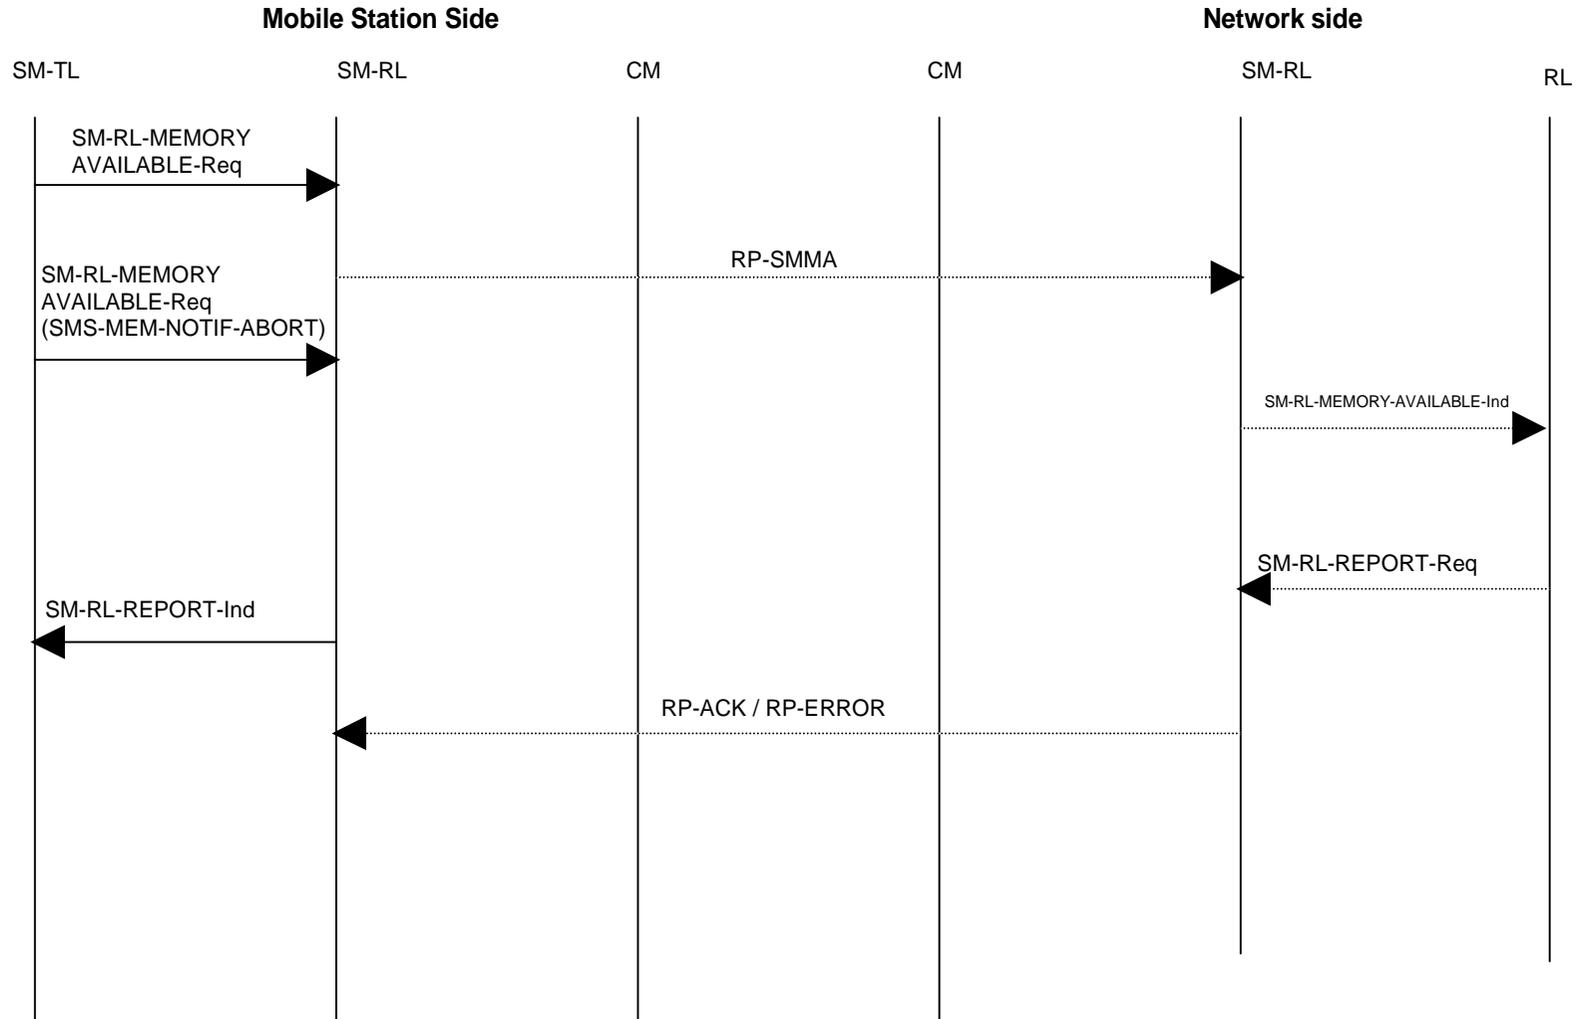 Mobile Station Side
Network side
SM-TL
SM-RL
CM
CM
SM-RL
RL
SM-RL-MEMORY
AVAILABLE-Req
RP-SMMA
SM-RL-MEMORY
AVAILABLE-Req
(SMS-MEM-NOTIF-ABORT)
SM-RL-MEMORY-AVAILABLE-Ind
SM-RL-REPORT-Req
SM-RL-REPORT-Ind
RP-ACK / RP-ERROR